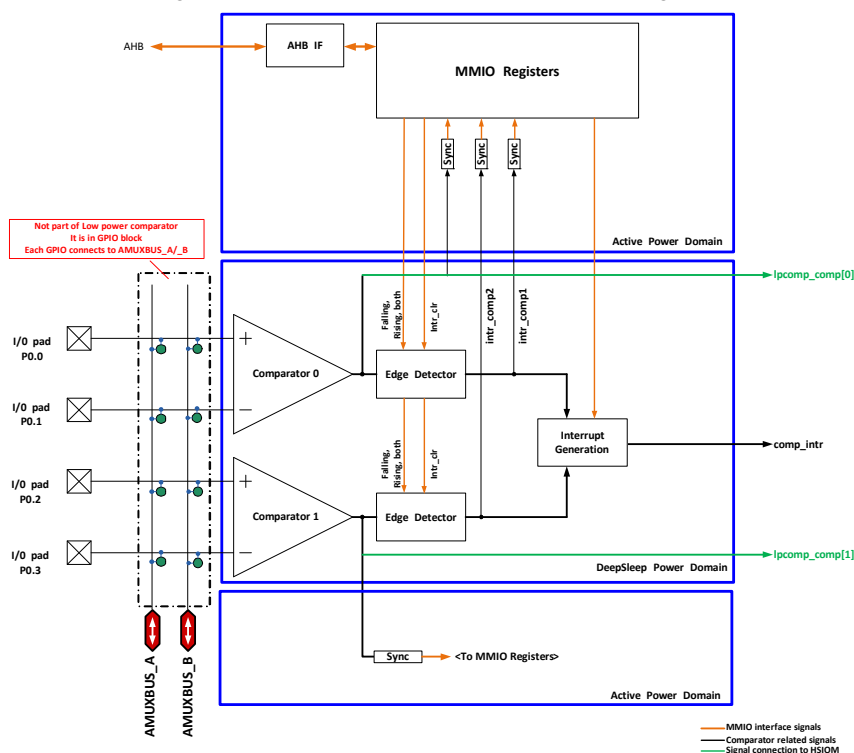 AHB
AHB IF
MMIO Registers
Sync
Sync
Sync
Not part of Low power comparator
It is in GPIO block
Each GPIO connects to AMUXBUS_A/_B
Active Power Domain
lpcomp_comp[0]
Falling,
Rising, both
Intr_clr
intr_comp2
intr_comp1
I/0 pad
P0.0
+
Comparator 0
Edge Detector
I/0 pad
P0.1
−
Interrupt
Generation
comp_intr
Falling,
Rising, both
Intr_clr
I/0 pad
P0.2
+
Comparator 1
Edge Detector
I/0 pad
P0.3
−
lpcomp_comp[1]
DeepSleep Power Domain
AMUXBUS_A
AMUXBUS_B
Sync
<To MMIO Registers>
Active Power Domain
MMIO interface signals
Comparator related signals
Signal connection to HSIOM